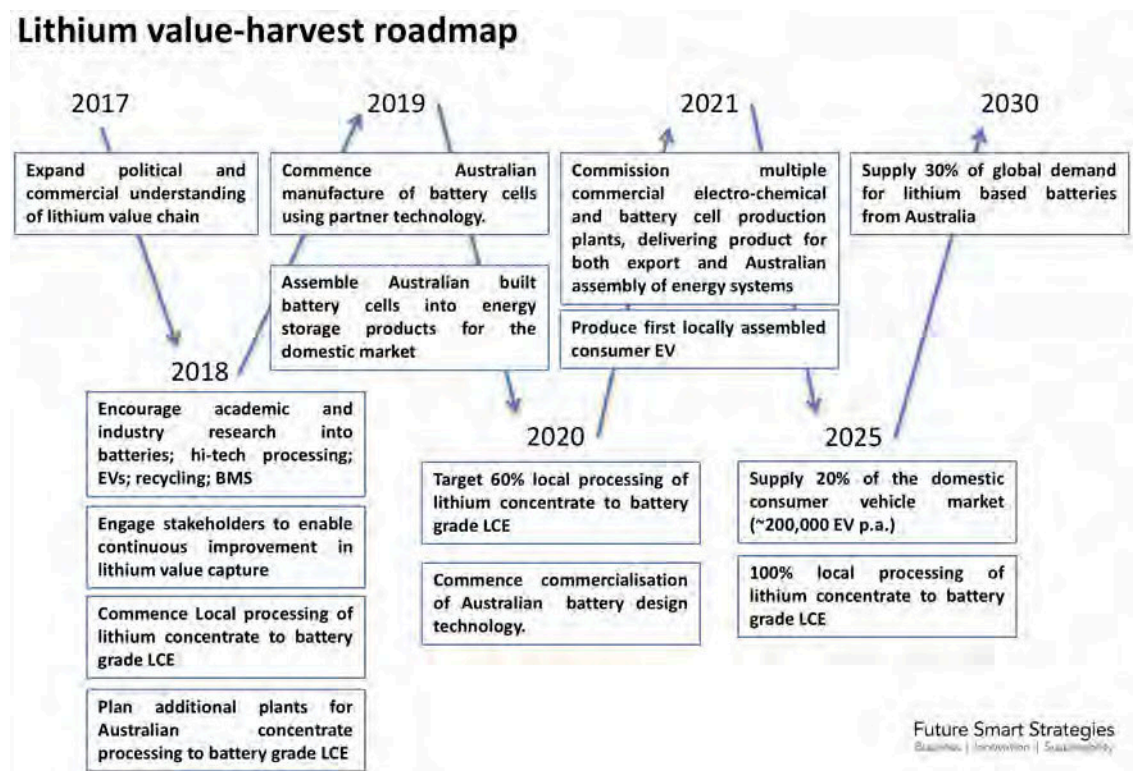 Lithium value-harvest roadmap
2017
Expand political and
commercial understanding
of lithium value chain
2018
Encourage academic and
industry research into
batteries; hi-tech processing;
EVs; recycling; BMS
Engage stakeholders to enable
continuous improvement in
lithium value capture
Commence Local processing of
lithium concentrate to battery
grade LCE
Plan additional plants for
Australian concentrate
processing to battery grade LCE
2019
Commence Australian
manufacture of battery cells
using partner technology.
Assemble Australian built
battery cells into energy
storage products for the
domestic market
2020
Target 60% local processing of
lithium concentrate to battery
grade LCE
Commence commercialisation
of Australian battery design
technology.
2021
Commission multiple
commercial electro-chemical
and battery cell production
plants, delivering product for
both export and Australian
assembly of energy systems
Produce first locally assembled
consumer EV
2025
Supply 20% of the domestic
consumer vehicle market
(~200,000 EV p.a.)
100% local processing of
lithium concentrate to battery
grade LCE
2030
Supply 30% of global demand
for lithium based batteries
from Australia
Future Smart Strategies
Business | Innovation | Sustainability